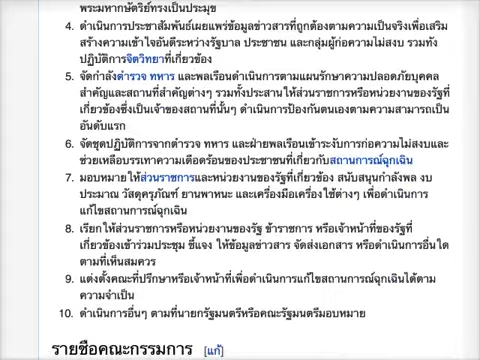 พระมหากษัตริย์ทรงเป็นประมุข
4. ดำเนินการประชาสัมพันธ์เผยแพร่ข้อมูลข่าวสารที่ถูกต้องตามความเป็นจริงเพื่อเสริม
สร้างความเข้าใจอันดีระหว่างรัฐบาล ประชาชน และกลุ่มผู้ก่อความไม่สงบ รวมทั้ง
ปฏิบัติการจิตวิทยาที่เกี่ยวข้อง
5. จัดกำลังตำรวจ ทหาร และพลเรือนดำเนินการตามแผนรักษาความปลอดภัยบุคคล
สำคัญและสถานที่สำคัญต่างๆ รวมทั้งประสานให้ส่วนราชการหรือหน่วยงานของรัฐที่
เกี่ยวข้องซึ่งเป็นเจ้าของสถานที่นั้นๆ ดำเนินการป้องกันตนเองตามความสามารถเป็น
อันดับแรก
6. จัดชุดปฏิบัติการจากตำรวจ ทหาร และฝ่ายพลเรือนเข้าระงับการก่อความไม่สงบและ
ช่วยเหลือบรรเทาความเดือดร้อนของประชาชนที่เกี่ยวกับสถานการณ์ฉุกเฉิน
7. มอบหมายให้ส่วนราชการและหน่วยงานของรัฐที่เกี่ยวข้อง สนับสนุนกำลังพล งบ
ประมาณ วัสดุครุภัณฑ์ ยานพาหนะ และเครื่องมือเครื่องใช้ต่างๆ เพื่อดำเนินการ
แก้ไขสถานการณ์ฉุกเฉิน
8. เรียกให้ส่วนราชการหรือหน่วยงานของรัฐ ข้าราชการ หรือเจ้าหน้าที่ของรัฐที่
เกี่ยวข้องเข้าร่วมประชุม ชี้แจง ให้ข้อมูลข่าวสาร จัดส่งเอกสาร หรือดำเนินการอื่นใด
ตามที่เห็นสมควร
9. แต่งตั้งคณะที่ปรึกษาหรือเจ้าหน้าที่เพื่อดำเนินการแก้ไขสถานการณ์ฉุกเฉินได้ตาม
ความจำเป็น
10. ดำเนินการอื่นๆ ตามที่นายกรัฐมนตรีหรือคณะรัฐมนตรีมอบหมาย
รายชื่อคณะกรรมการ [แก้]